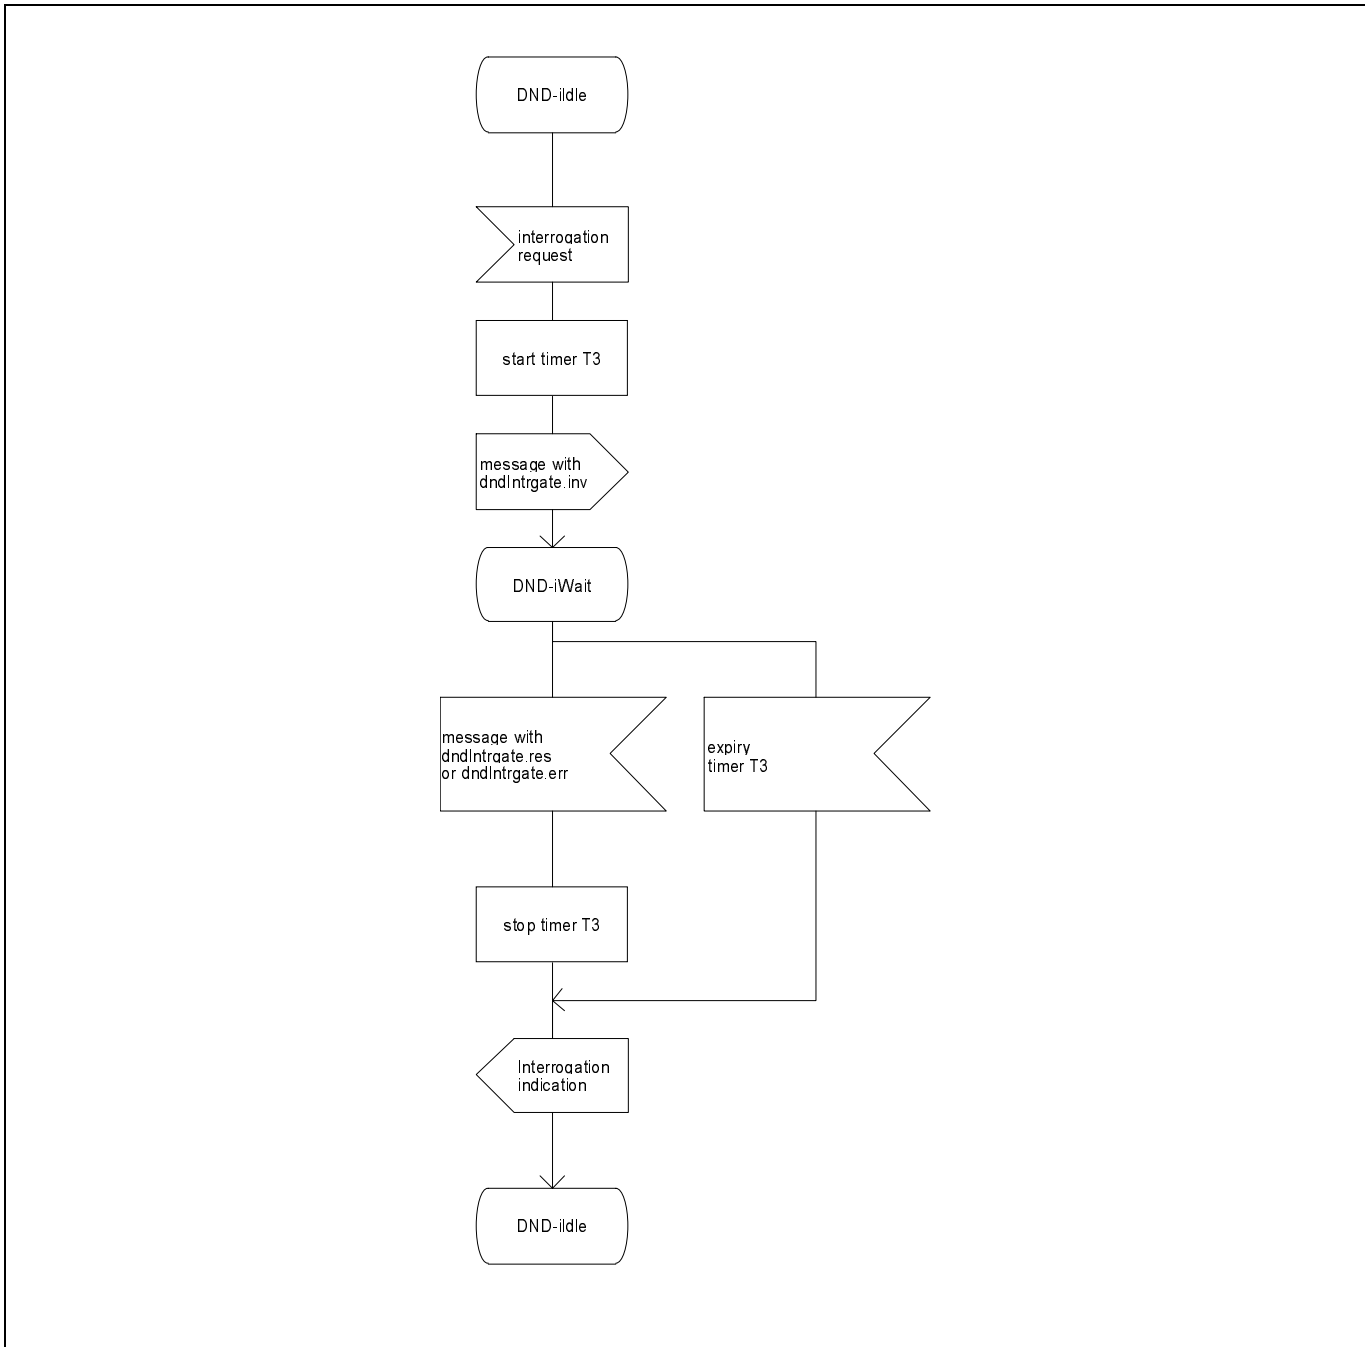 DND-iIdle
interrogation
request
start timer T3
message with
dndIntrgate.inv
DND-iWait
message with
dndIntrgate.res
or dndIntrgate.err
expiry
timer T3
stop timer T3
Interrogation
indication
DND-iIdle